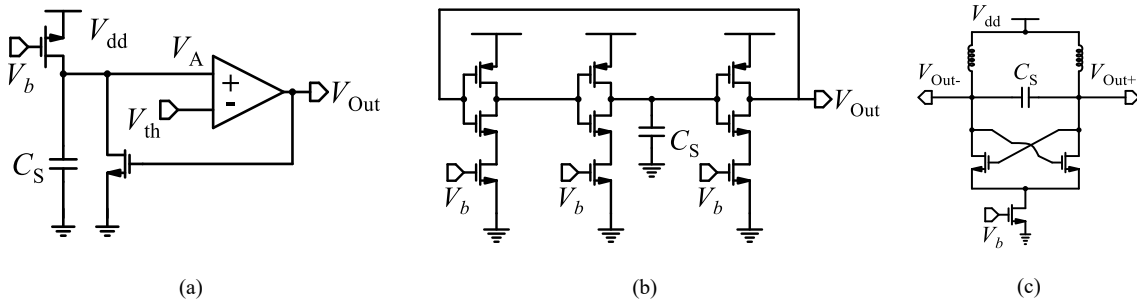 V_dd
V_b
V_A
+
-
V_th
V_Out
C_S
(a)
V_Out
C_S
V_b
V_b
V_b
(b)
V_dd
V_Out-
C_S
V_Out+
V_b
(c)